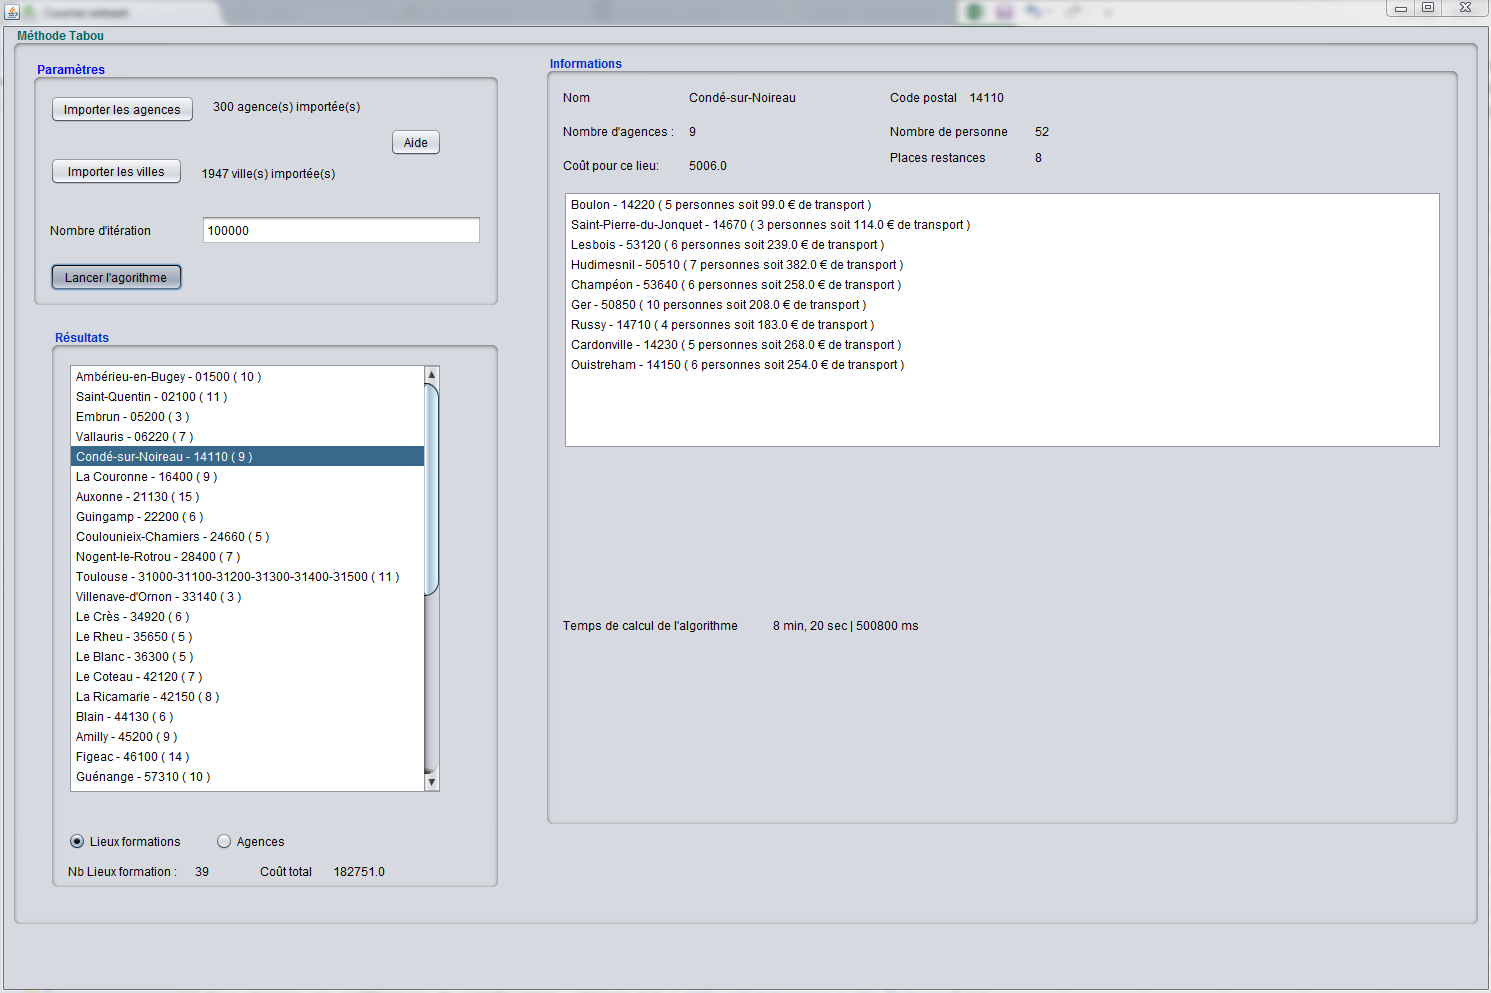 Méthode Tabou
Paramètres
Importer les agences
300 agence(s) importée(s)
Aide
Importer les villes
1947 ville(s) importée(s)
Nombre d'itération
100000
Lancer l'agorithme
Résultats
Ambérieu-en-Bugey - 01500 ( 10 )
Saint-Quentin - 02100 ( 11 )
Embrun - 05200 ( 3 )
Vallauris - 06220 ( 7 )
Condé-sur-Noireau - 14110 ( 9 )
La Couronne - 16400 ( 9 )
Auxonne - 21130 ( 15 )
Guingamp - 22200 ( 6 )
Coulounieix-Chamiers - 24660 ( 5 )
Nogent-le-Rotrou - 28400 ( 7 )
Toulouse - 31000-31100-31200-31300-31400-31500 ( 11 )
Villenave-d'Ornon - 33140 ( 3 )
Le Crès - 34920 ( 6 )
Le Rheu - 35650 ( 5 )
Le Blanc - 36300 ( 5 )
Le Coteau - 42120 ( 7 )
La Ricamarie - 42150 ( 8 )
Blain - 44130 ( 6 )
Amilly - 45200 ( 9 )
Figeac - 46100 ( 14 )
Guénange - 57310 ( 10 )
Lieux formations
Agences
Nb Lieux formation : 39
Coût total 182751.0
Informations
Nom Condé-sur-Noireau
Code postal 14110
Nombre d'agences : 9
Nombre de personne 52
Coût pour ce lieu: 5006.0
Places restances 8
Boulon - 14220 ( 5 personnes soit 99.0 € de transport )
Saint-Pierre-du-Jonquet - 14670 ( 3 personnes soit 114.0 € de transport )
Lesbois - 53120 ( 6 personnes soit 239.0 € de transport )
Hudimesnil - 50510 ( 7 personnes soit 382.0 € de transport )
Champéon - 53640 ( 6 personnes soit 258.0 € de transport )
Ger - 50850 ( 10 personnes soit 208.0 € de transport )
Russy - 14710 ( 4 personnes soit 183.0 € de transport )
Cardonville - 14230 ( 5 personnes soit 268.0 € de transport )
Ouistreham - 14150 ( 6 personnes soit 254.0 € de transport )
Temps de calcul de l'algorithme 8 min, 20 sec | 500800 ms